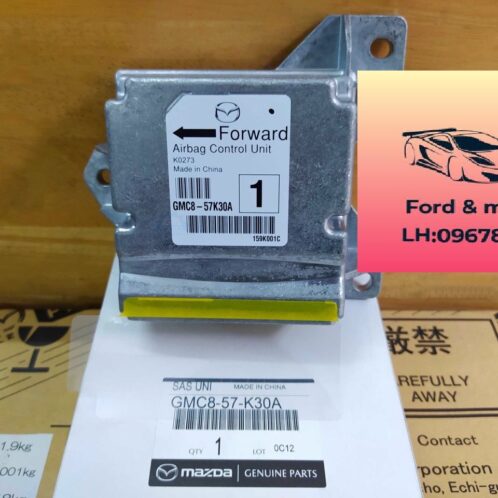 Forward
Airbag Control Unit
K0273
Made in China
1
GMC8-57K30A
159K001C
Ford & m
LH:09678
SAS UNI MADE IN CHINA
GMC8-57-K30A
QTY 1 LOT 0C12
mazda GENUINE PARTS
1.9kg
001kg
厳禁
REFULLY
AWAY
rporation
ho, Echi-g